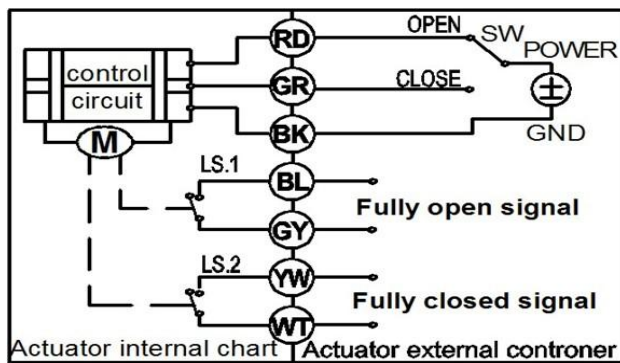 RD
OPEN
SW
POWER
control
circuit
GR
CLOSE
±
BK
GND
M
LS.1
BL
Fully open signal
GY
LS.2
YW
Fully closed signal
WT
Actuator internal chart
Actuator external controner